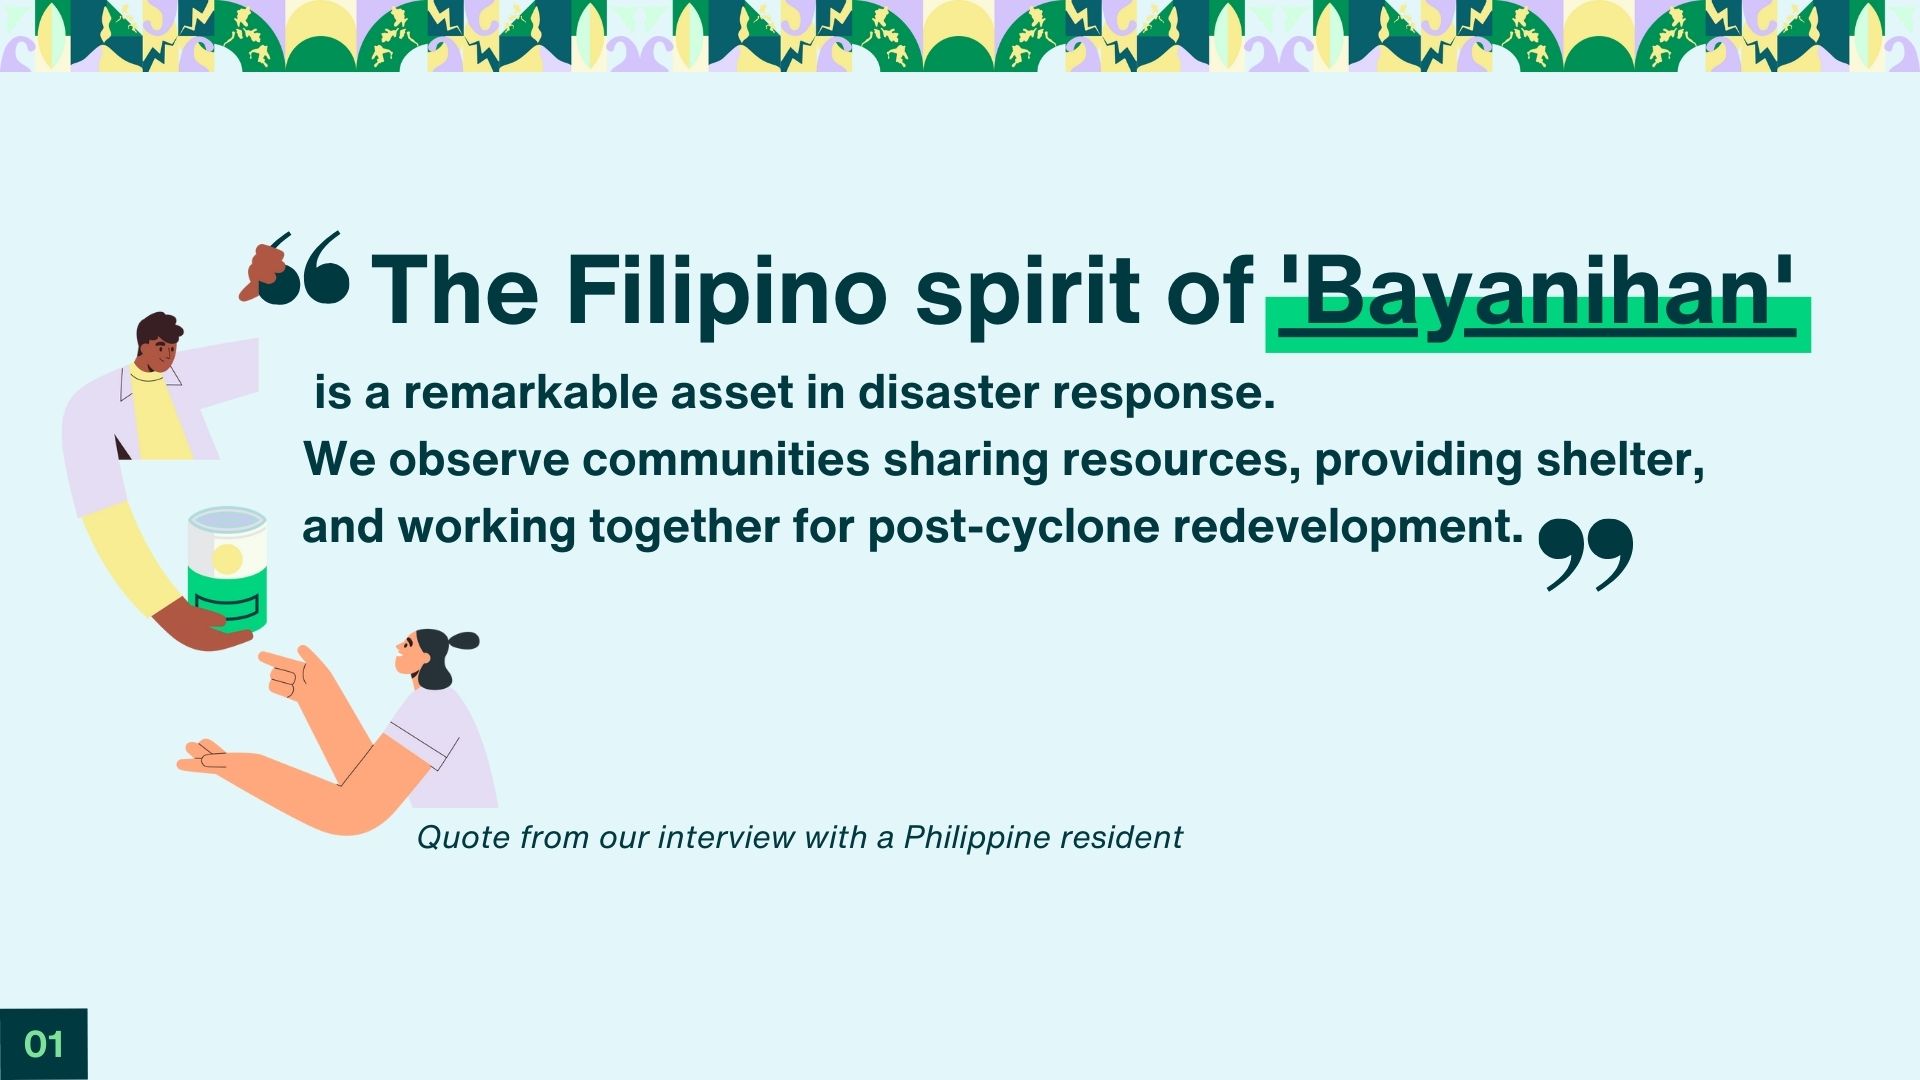 “ The Filipino spirit of 'Bayanihan'
is a remarkable asset in disaster response.
We observe communities sharing resources, providing shelter,
and working together for post-cyclone redevelopment. ”
Quote from our interview with a Philippine resident
01